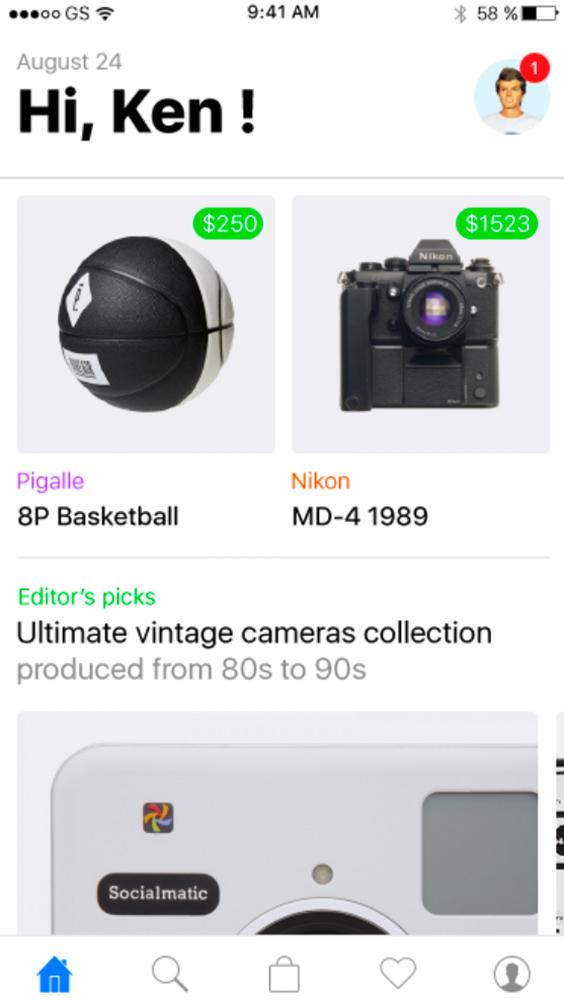 GS 9:41 AM 58 %
August 24
Hi, Ken !
1
$250
$1523
Nikon
Pigalle
Nikon
8P Basketball
MD-4 1989
Editor's picks
Ultimate vintage cameras collection
produced from 80s to 90s
Socialmatic